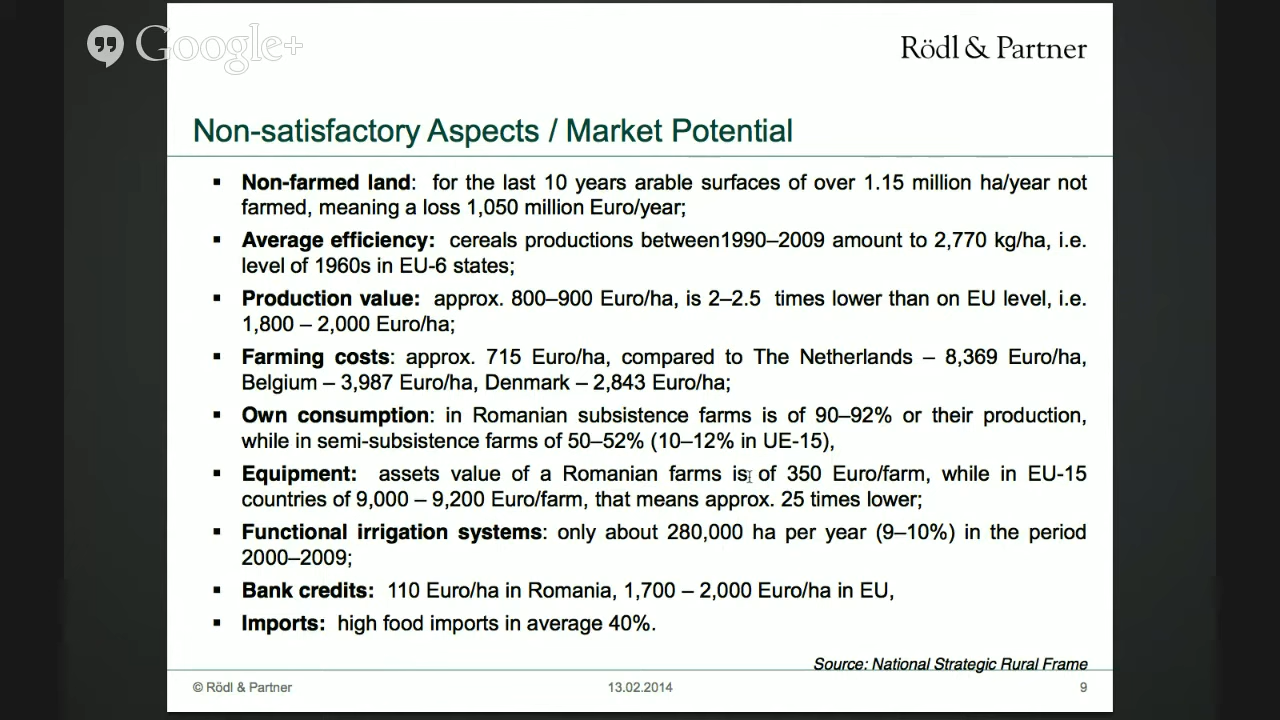 Google+
Rödl & Partner
Non-satisfactory Aspects / Market Potential
▪ Non-farmed land: for the last 10 years arable surfaces of over 1.15 million ha/year not
farmed, meaning a loss 1,050 million Euro/year;
▪ Average efficiency: cereals productions between1990–2009 amount to 2,770 kg/ha, i.e.
level of 1960s in EU-6 states;
▪ Production value: approx. 800–900 Euro/ha, is 2–2.5 times lower than on EU level, i.e.
1,800 – 2,000 Euro/ha;
▪ Farming costs: approx. 715 Euro/ha, compared to The Netherlands – 8,369 Euro/ha,
Belgium – 3,987 Euro/ha, Denmark – 2,843 Euro/ha;
▪ Own consumption: in Romanian subsistence farms is of 90–92% or their production,
while in semi-subsistence farms of 50–52% (10–12% in UE-15),
▪ Equipment: assets value of a Romanian farms is of 350 Euro/farm, while in EU-15
countries of 9,000 – 9,200 Euro/farm, that means approx. 25 times lower;
▪ Functional irrigation systems: only about 280,000 ha per year (9–10%) in the period
2000–2009;
▪ Bank credits: 110 Euro/ha in Romania, 1,700 – 2,000 Euro/ha in EU,
▪ Imports: high food imports in average 40%.
Source: National Strategic Rural Frame
© Rödl & Partner 13.02.2014 9